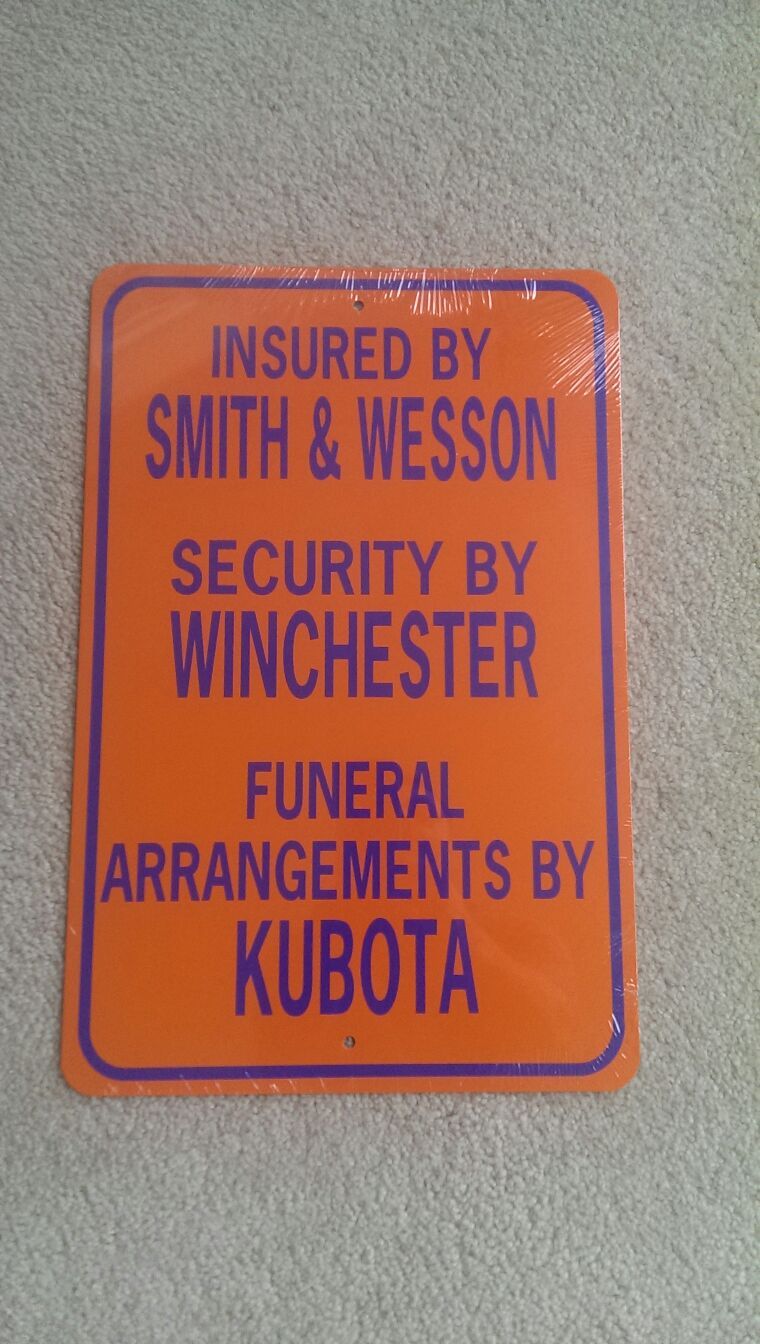 INSURED BY
SMITH & WESSON
SECURITY BY
WINCHESTER
FUNERAL
ARRANGEMENTS BY
KUBOTA